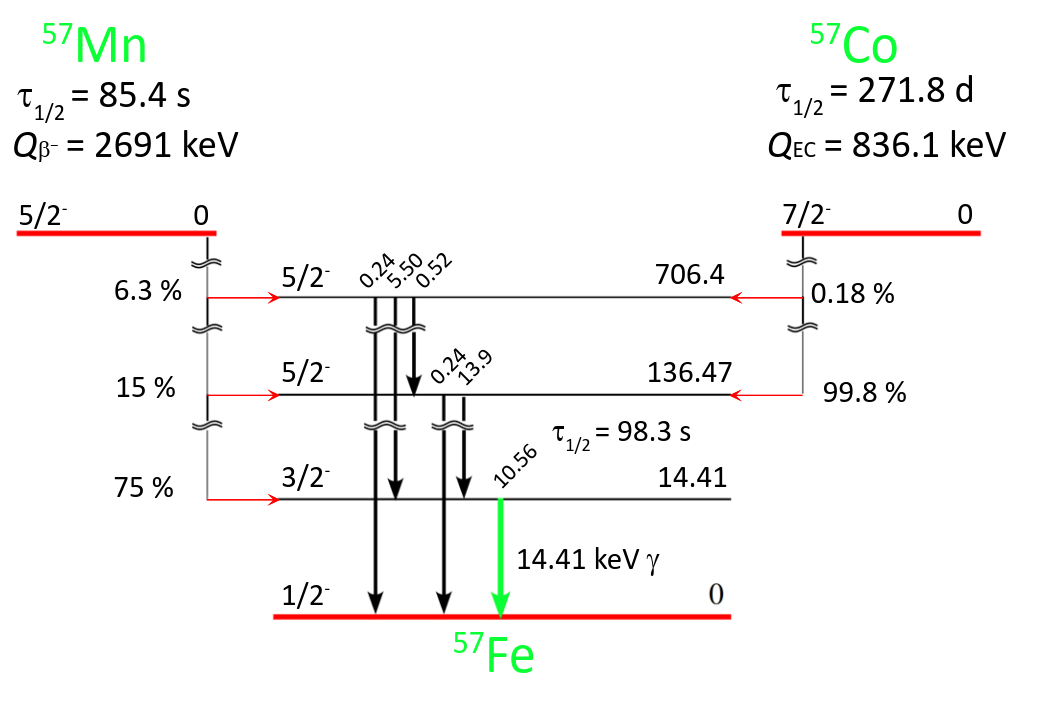 ⁵⁷Mn
τ₁/₂ = 85.4 s
Qβ⁻ = 2691 keV
⁵⁷Co
τ₁/₂ = 271.8 d
QEC = 836.1 keV
5/2⁻ 0
7/2⁻ 0
0.24 5.50 0.52
6.3 % 5/2⁻ 706.4 0.18 %
0.24 13.9
15 % 5/2⁻ 136.47 99.8 %
τ₁/₂ = 98.3 s
10.56
75 % 3/2⁻ 14.41
14.41 keV γ
1/2⁻ 0
⁵⁷Fe